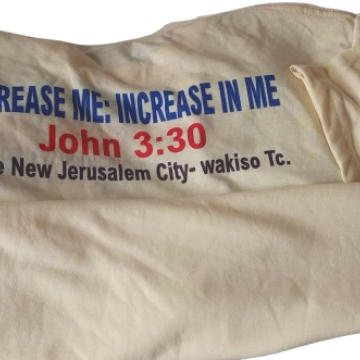 REASE ME: INCREASE IN ME
John 3:30
e New Jerusalem City- wakiso Tc.